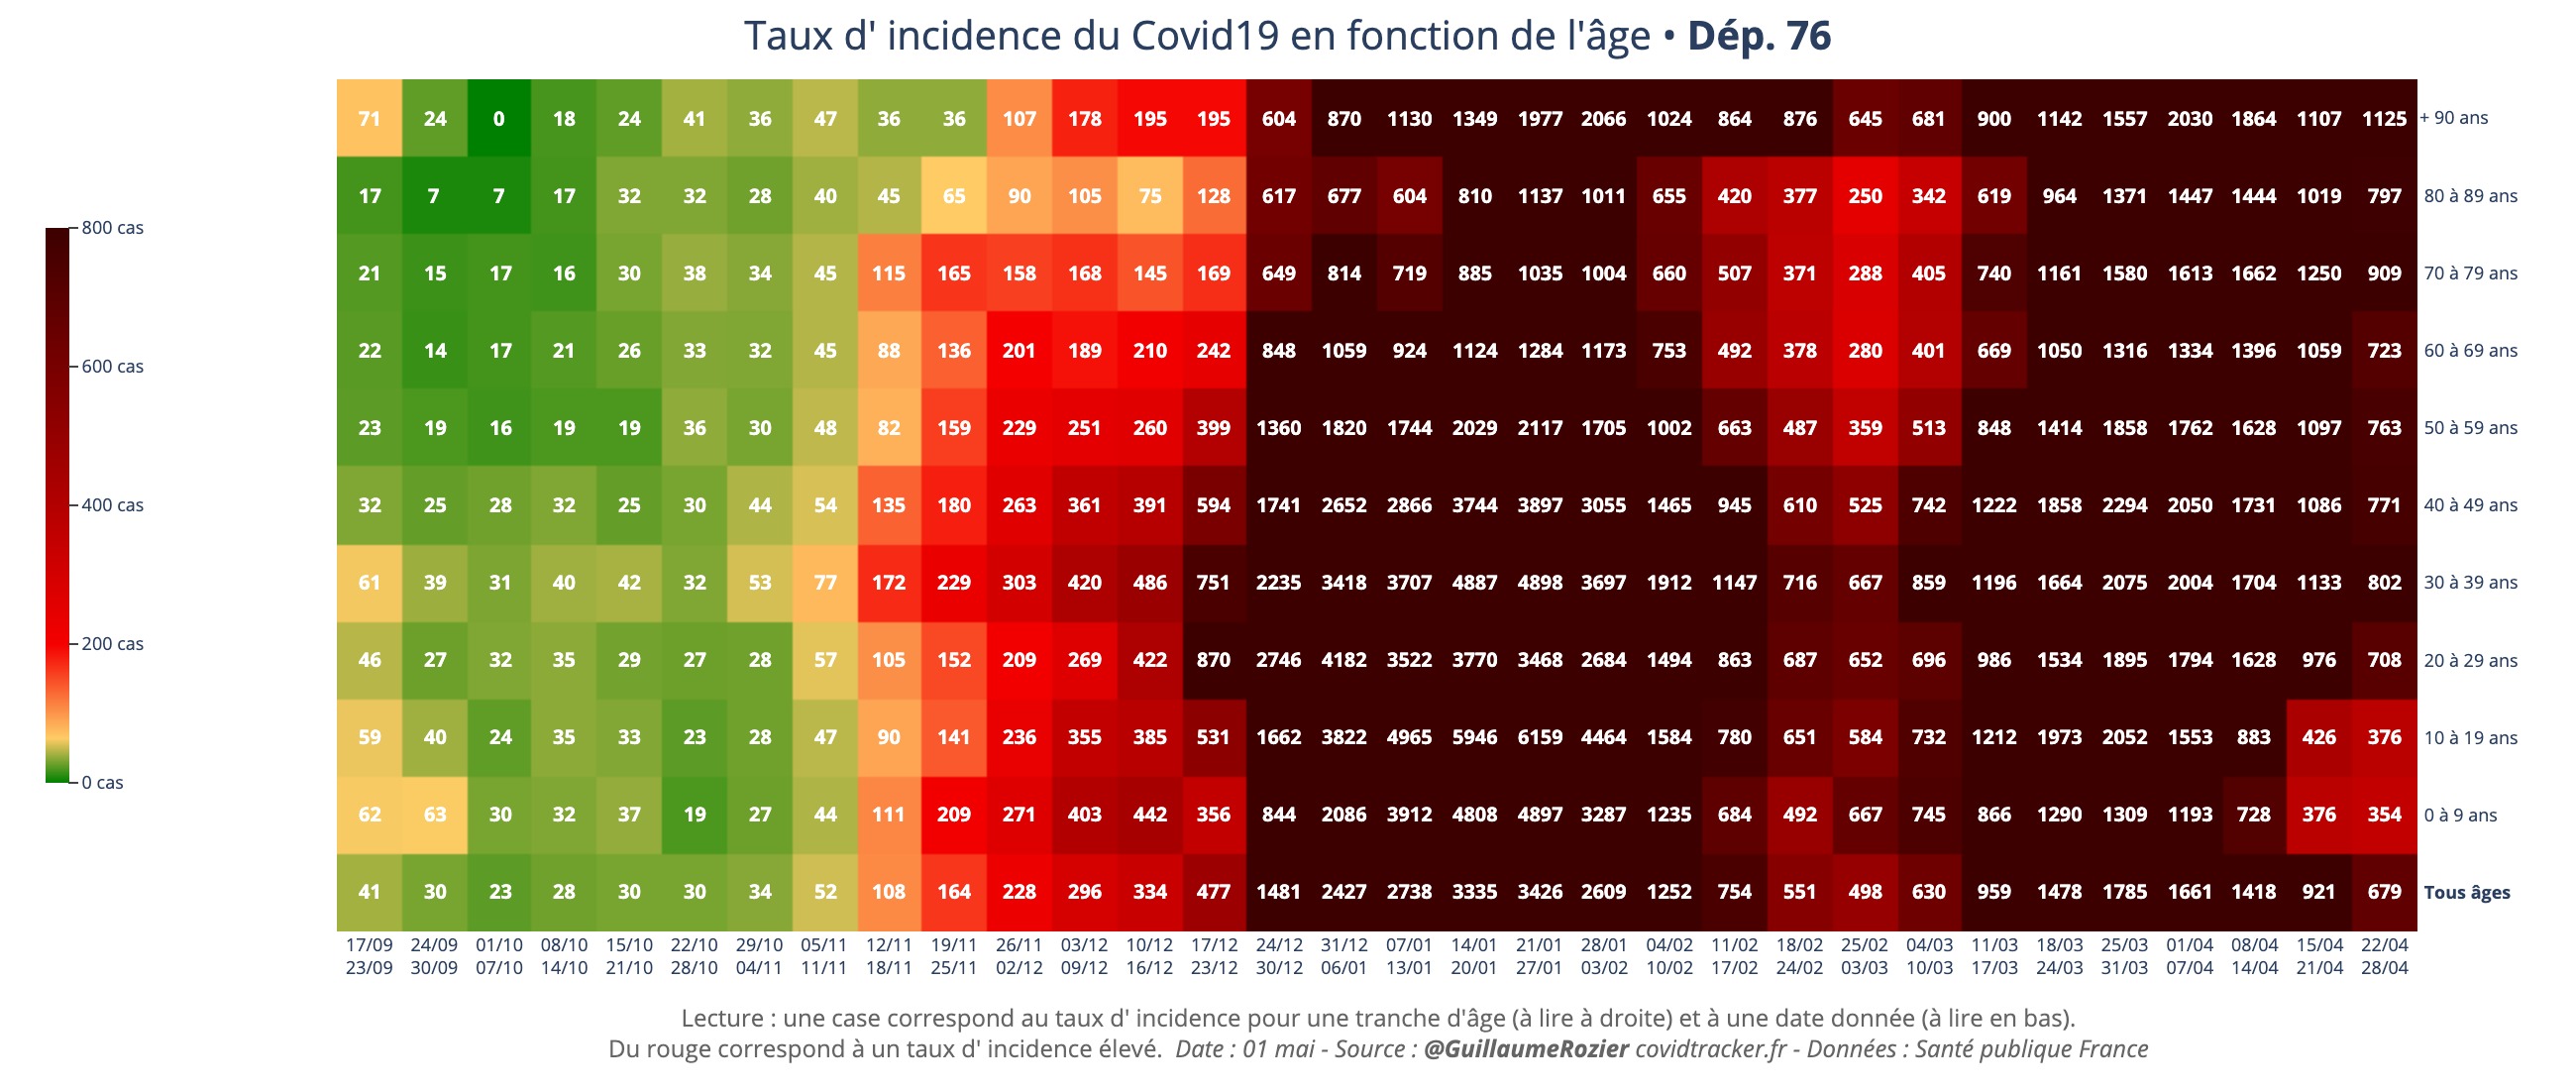 Taux d' incidence du Covid19 en fonction de l'âge • Dép. 76
800 cas
600 cas
400 cas
200 cas
0 cas
71 24 0 18 24 41 36 47 36 36 107 178 195 195 604 870 1130 1349 1977 2066 1024 864 876 645 681 900 1142 1557 2030 1864 1107 1125 + 90 ans
17 7 7 17 32 32 28 40 45 65 90 105 75 128 617 677 604 810 1137 1011 655 420 377 250 342 619 964 1371 1447 1444 1019 797 80 à 89 ans
21 15 17 16 30 38 34 45 115 165 158 168 145 169 649 814 719 885 1035 1004 660 507 371 288 405 740 1161 1580 1613 1662 1250 909 70 à 79 ans
22 14 17 21 26 33 32 45 88 136 201 189 210 242 848 1059 924 1124 1284 1173 753 492 378 280 401 669 1050 1316 1334 1396 1059 723 60 à 69 ans
23 19 16 19 19 36 30 48 82 159 229 251 260 399 1360 1820 1744 2029 2117 1705 1002 663 487 359 513 848 1414 1858 1762 1628 1097 763 50 à 59 ans
32 25 28 32 25 30 44 54 135 180 263 361 391 594 1741 2652 2866 3744 3897 3055 1465 945 610 525 742 1222 1858 2294 2050 1731 1086 771 40 à 49 ans
61 39 31 40 42 32 53 77 172 229 303 420 486 751 2235 3418 3707 4887 4898 3697 1912 1147 716 667 859 1196 1664 2075 2004 1704 1133 802 30 à 39 ans
46 27 32 35 29 27 28 57 105 152 209 269 422 870 2746 4182 3522 3770 3468 2684 1494 863 687 652 696 986 1534 1895 1794 1628 976 708 20 à 29 ans
59 40 24 35 33 23 28 47 90 141 236 355 385 531 1662 3822 4965 5946 6159 4464 1584 780 651 584 732 1212 1973 2052 1553 883 426 376 10 à 19 ans
62 63 30 32 37 19 27 44 111 209 271 403 442 356 844 2086 3912 4808 4897 3287 1235 684 492 667 745 866 1290 1309 1193 728 376 354 0 à 9 ans
41 30 23 28 30 30 34 52 108 164 228 296 334 477 1481 2427 2738 3335 3426 2609 1252 754 551 498 630 959 1478 1785 1661 1418 921 679 Tous âges
17/09 24/09 01/10 08/10 15/10 22/10 29/10 05/11 12/11 19/11 26/11 03/12 10/12 17/12 24/12 31/12 07/01 14/01 21/01 28/01 04/02 11/02 18/02 25/02 04/03 11/03 18/03 25/03 01/04 08/04 15/04 22/04
23/09 30/09 07/10 14/10 21/10 28/10 04/11 11/11 18/11 25/11 02/12 09/12 16/12 23/12 30/12 06/01 13/01 20/01 27/01 03/02 10/02 17/02 24/02 03/03 10/03 17/03 24/03 31/03 07/04 14/04 21/04 28/04
Lecture : une case correspond au taux d' incidence pour une tranche d'âge (à lire à droite) et à une date donnée (à lire en bas).
Du rouge correspond à un taux d' incidence élevé. Date : 01 mai - Source : @GuillaumeRozier covidtracker.fr - Données : Santé publique France